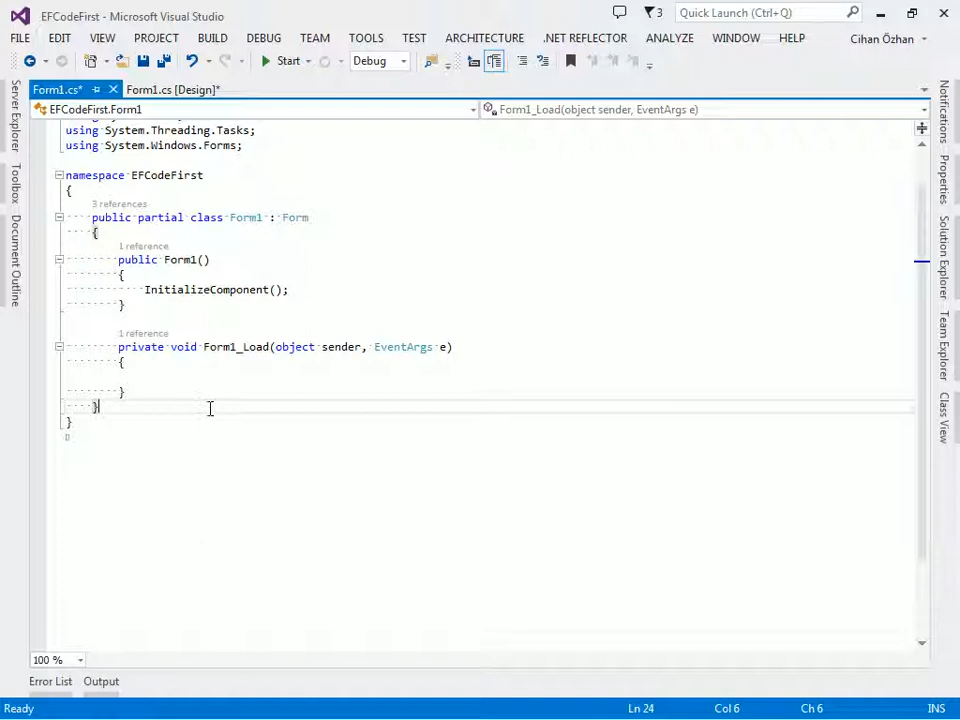 EFCodeFirst - Microsoft Visual Studio
3
Quick Launch (Ctrl+Q)
FILE EDIT VIEW PROJECT BUILD DEBUG TEAM TOOLS TEST ARCHITECTURE .NET REFLECTOR ANALYZE WINDOW HELP Cihan Özhan
Start Debug
Form1.cs* Form1.cs [Design]*
EFCodeFirst.Form1 Form1_Load(object sender, EventArgs e)
using System.Threading.Tasks;
using System.Windows.Forms;
namespace EFCodeFirst
{
3 references
public partial class Form1 : Form
{
1 reference
public Form1()
{
InitializeComponent();
}
1 reference
private void Form1_Load(object sender, EventArgs e)
{
}
}
}
Server Explorer
Toolbox
Document Outline
Notifications
Properties
Solution Explorer
Team Explorer
Class View
100 %
Error List Output
Ready Ln 24 Col 6 Ch 6 INS